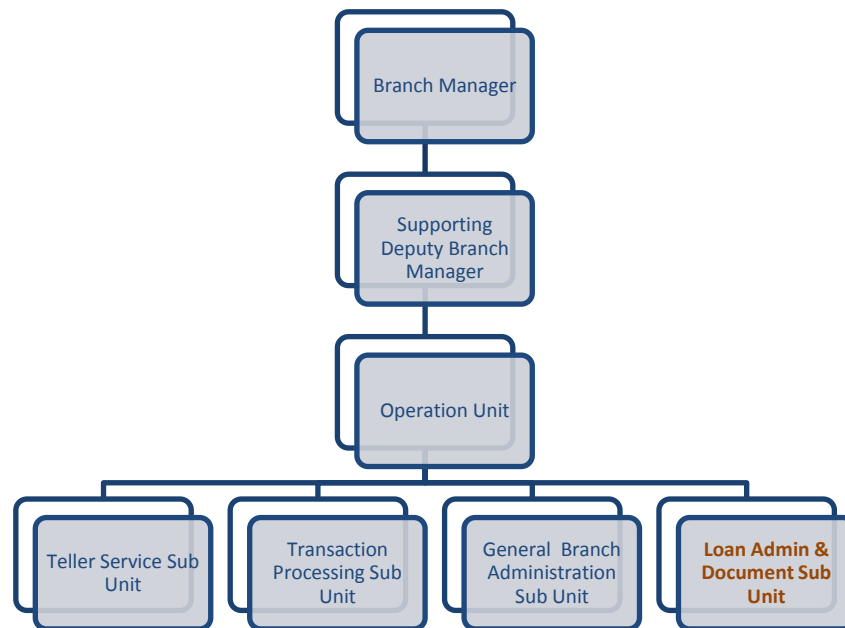 Branch Manager
Supporting
Deputy Branch
Manager
Operation Unit
Teller Service Sub
Unit
Transaction
Processing Sub
Unit
General Branch
Administration
Sub Unit
Loan Admin &
Document Sub
Unit